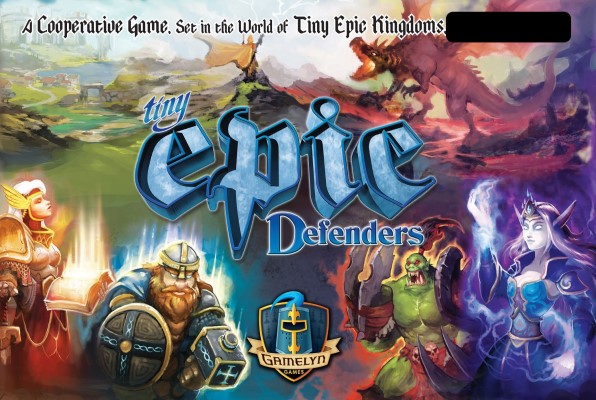 A Cooperative Game, Set in the World of Tiny Epic Kingdoms.
tiny
epic
Defenders
GAMELYN
GAMES